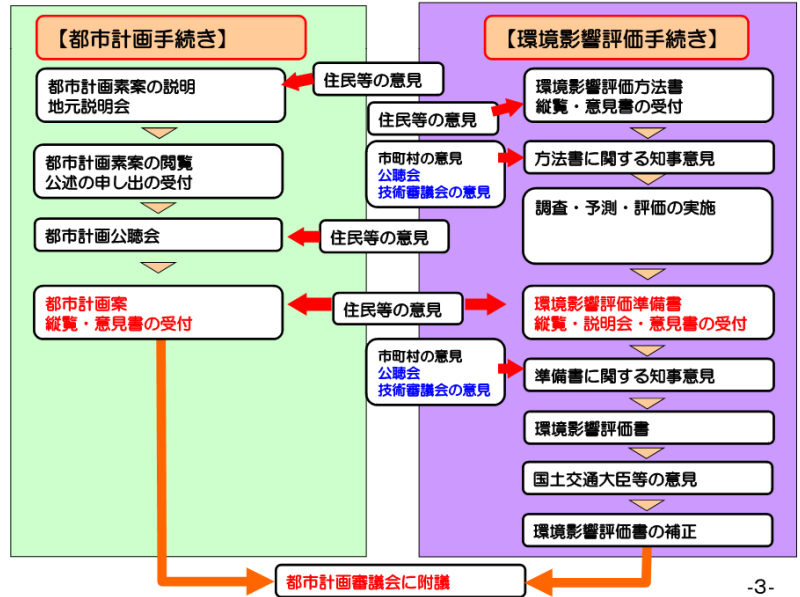 【都市計画手続き】
都市計画素案の説明
地元説明会
都市計画素案の閲覧
公述の申し出の受付
都市計画公聴会
都市計画案
縦覧・意見書の受付
住民等の意見
住民等の意見
市町村の意見
公聴会
技術審議会の意見
住民等の意見
住民等の意見
市町村の意見
公聴会
技術審議会の意見
【環境影響評価手続き】
環境影響評価方法書
縦覧・意見書の受付
方法書に関する知事意見
調査・予測・評価の実施
環境影響評価準備書
縦覧・説明会・意見書の受付
準備書に関する知事意見
環境影響評価書
国土交通大臣等の意見
環境影響評価書の補正
都市計画審議会に附議
-3-